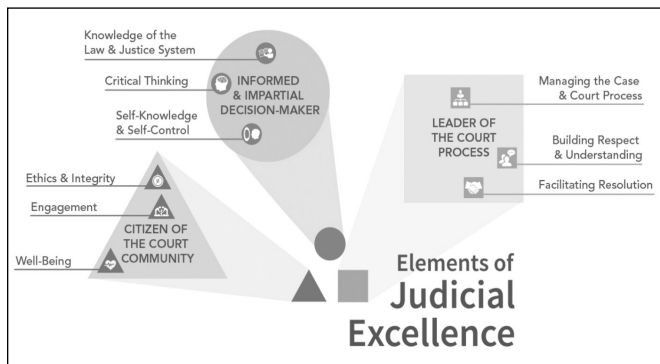 Knowledge of the
Law & Justice System
Critical Thinking
Self-Knowledge
& Self-Control
INFORMED
& IMPARTIAL
DECISION-MAKER
Ethics & Integrity
Engagement
Well-Being
CITIZEN OF
THE COURT
COMMUNITY
LEADER OF
THE COURT
PROCESS
Managing the Case
& Court Process
Building Respect
& Understanding
Facilitating Resolution
Elements of
Judicial
Excellence